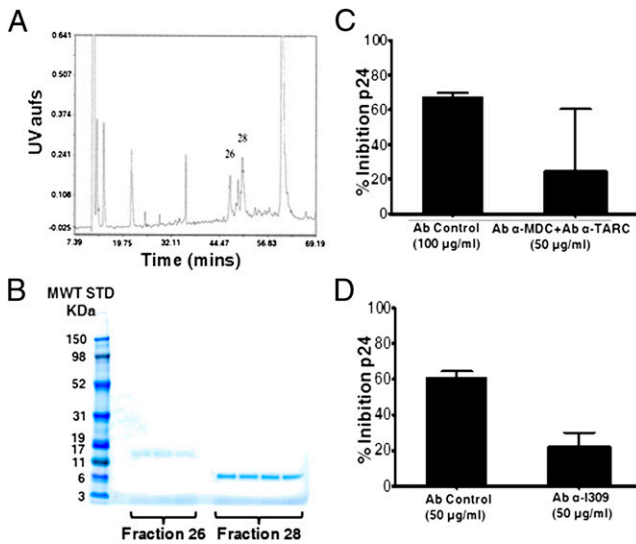 A
0.641
0.507
0.374
0.241
0.108
-0.025
UV aufs
26
28
7.39 19.75 32.11 44.47 56.83 69.19
Time (mins)
B
MWT STD
KDa
150
98
52
31
19
17
11
6
3
Fraction 26 Fraction 28
C
% Inibition p24
100
80
60
40
20
0
Ab Control
(100 µg/ml)
Ab α-MDC+Ab α-TARC
(50 µg/ml)
D
% Inibition p24
100
80
60
40
20
0
Ab Control
(50 µg/ml)
Ab α-I309
(50 µg/ml)